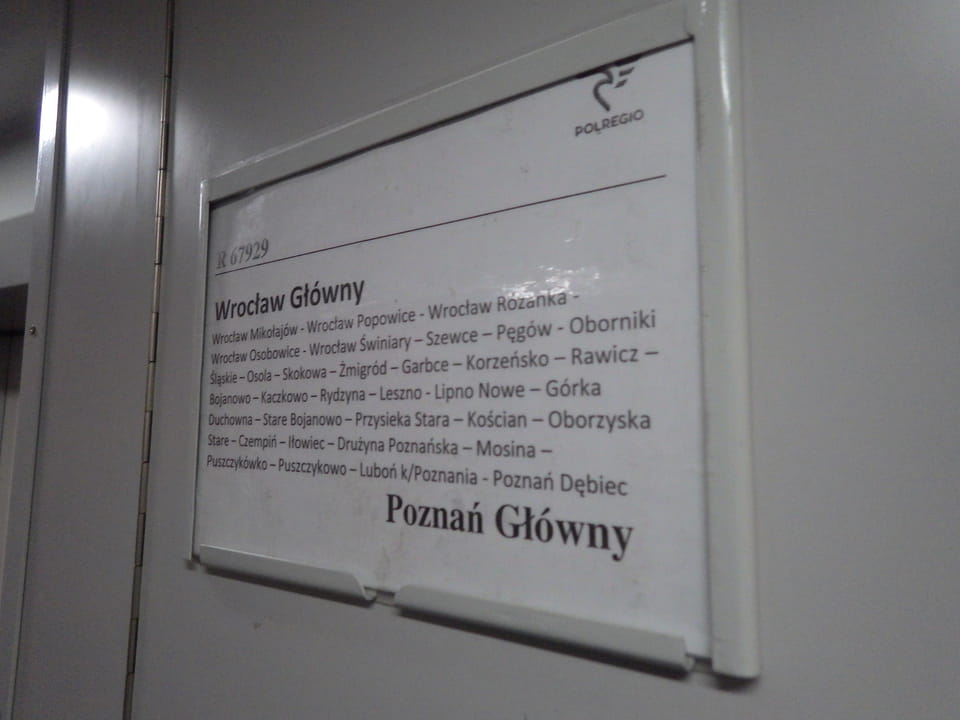 POLREGIO
R 67929
Wrocław Główny
Wrocław Mikołajów - Wrocław Popowice - Wrocław Różanka -
Wrocław Osobowice - Wrocław Świniary – Szewce – Pęgów - Oborniki
Śląskie – Osola – Skokowa – Żmigród – Garbce – Korzeńsko – Rawicz –
Bojanowo – Kaczkowo – Rydzyna – Leszno - Lipno Nowe – Górka
Duchowna – Stare Bojanowo – Przysieka Stara – Kościan – Oborzyska
Stare – Czempiń – Iłowiec – Drużyna Poznańska – Mosina –
Puszczykówko – Puszczykowo – Luboń k/Poznania - Poznań Dębiec
Poznań Główny